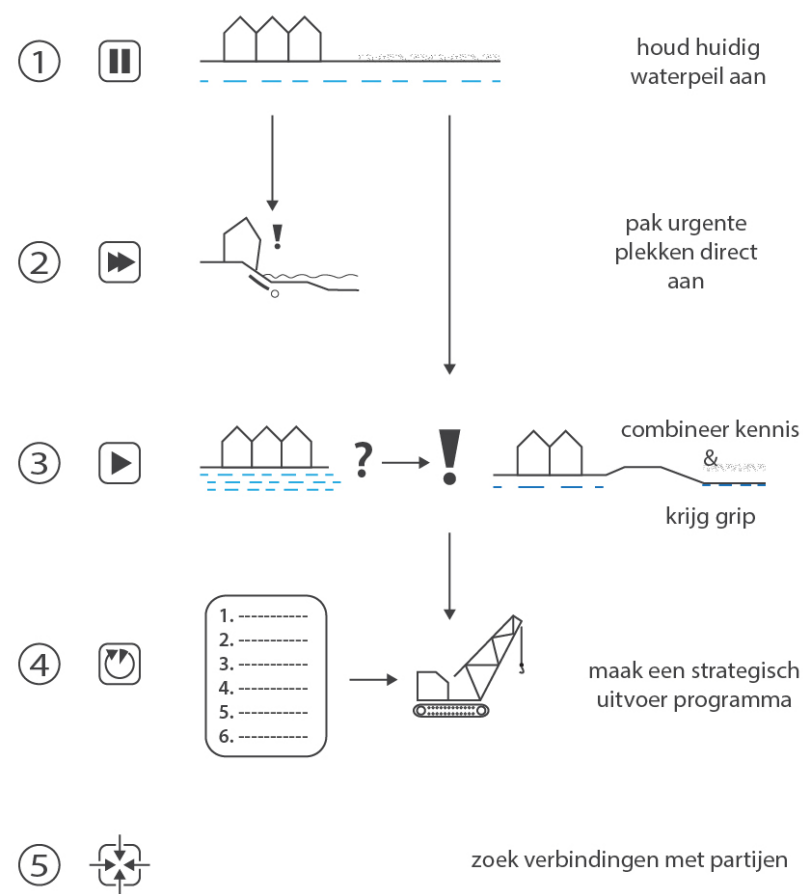 1
houd huidig
waterpeil aan
!
2
pak urgente
plekken direct
aan
3
? !
combineer kennis
&
krijg grip
4
1. -----------
2. -----------
3. -----------
4. -----------
5. -----------
6. -----------
maak een strategisch
uitvoer programma
5
zoek verbindingen met partijen